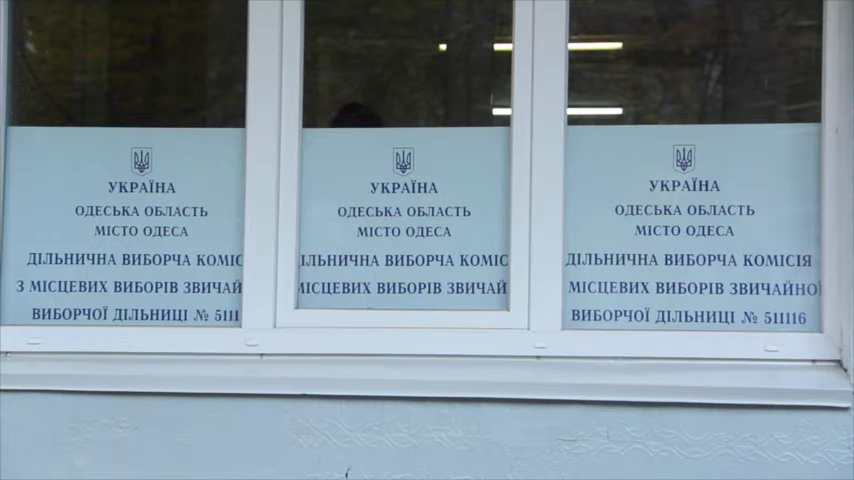 УКРАЇНА
ОДЕСЬКА ОБЛАСТЬ
МІСТО ОДЕСА
ДІЛЬНИЧНА ВИБОРЧА КОМІС
З МІСЦЕВИХ ВИБОРІВ ЗВИЧАЙ
ВИБОРЧОЇ ДІЛЬНИЦІ № 5111
УКРАЇНА
ОДЕСЬКА ОБЛАСТЬ
МІСТО ОДЕСА
ІЛЬНИЧНА ВИБОРЧА КОМІС
МІСЦЕВИХ ВИБОРІВ ЗВИЧАЙ
УКРАЇНА
ОДЕСЬКА ОБЛАСТЬ
МІСТО ОДЕСА
ДІЛЬНИЧНА ВИБОРЧА КОМІСІЯ
МІСЦЕВИХ ВИБОРІВ ЗВИЧАЙНО
ВИБОРЧОЇ ДІЛЬНИЦІ № 511116